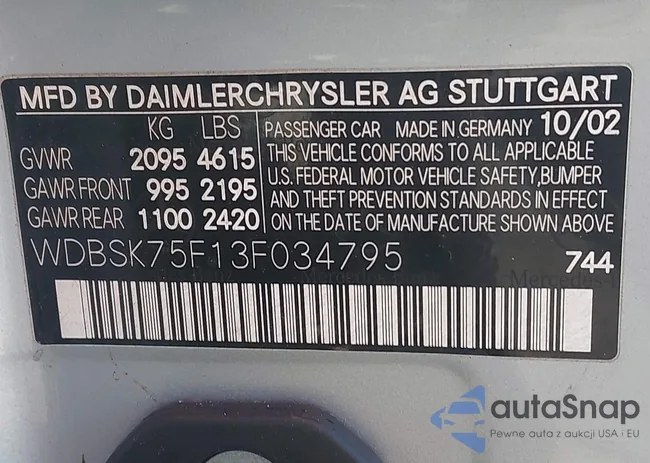 MFD BY DAIMLERCHRYSLER AG STUTTGART
KG LBS
PASSENGER CAR MADE IN GERMANY 10/02
GVWR 2095 4615
THIS VEHICLE CONFORMS TO ALL APPLICABLE
GAWR FRONT 995 2195
U.S. FEDERAL MOTOR VEHICLE SAFETY,BUMPER
AND THEFT PREVENTION STANDARDS IN EFFECT
GAWR REAR 1100 2420
ON THE DATE OF MANUFACTURE SHOWN ABOVE
WDBSK75F13F034795 744
autaSnap
Pewne auta z aukcji USA i EU